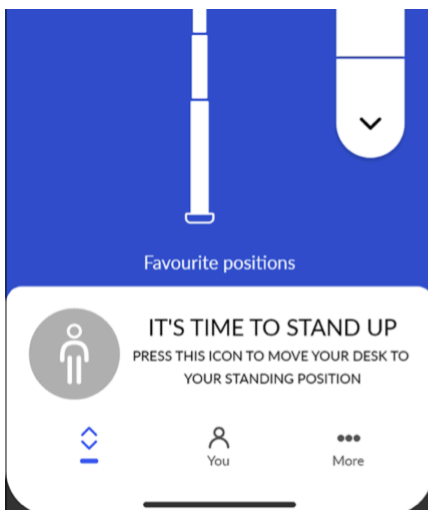 Favourite positions
IT'S TIME TO STAND UP
PRESS THIS ICON TO MOVE YOUR DESK TO
YOUR STANDING POSITION
You
More